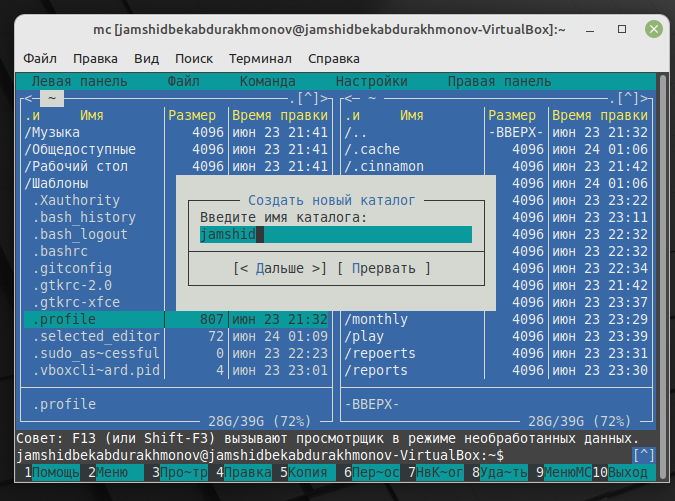 mc [jamshidbekabdurakhmonov@jamshidbekabdurakhmonov-VirtualBox]:~
Файл Правка Вид Поиск Терминал Справка
Левая панель Файл Команда Настройки Правая панель
<— ~ .[^]> <— ~ .[^]>
.и Имя Размер Время правки .и Имя Размер Время правки
/Музыка 4096 июн 23 21:41 /.. -ВВЕРХ- июн 23 21:32
/Общедоступные 4096 июн 23 21:41 /.cache 4096 июн 24 01:06
/Рабочий стол 4096 июн 23 21:41 /.cinnamon 4096 июн 23 21:42
/Шаблоны 4096 июн 24 01:06
.Xauthority 4096 июн 23 23:22
.bash_history 4096 июн 23 23:11
.bash_logout 4096 июн 23 22:32
.bashrc 4096 июн 23 22:32
.gitconfig 4096 июн 23 22:34
.gtkrc-2.0 4096 июн 23 21:42
.gtkrc-xfce 4096 июн 23 23:37
Создать новый каталог
Введите имя каталога:
jamshid
[< Дальше >] [ Прервать ]
.profile 807 июн 23 21:32 /monthly 4096 июн 23 23:29
.selected_editor 72 июн 24 01:09 /play 4096 июн 23 23:39
.sudo_as~cessful 0 июн 23 22:23 /repoerts 4096 июн 23 23:31
.vboxcli~ard.pid 4 июн 23 23:01 /reports 4096 июн 23 23:30
.profile -ВВЕРХ-
28G/39G (72%) 28G/39G (72%)
Совет: F13 (или Shift-F3) вызывают просмотрщик в режиме необработанных данных.
jamshidbekabdurakhmonov@jamshidbekabdurakhmonov-VirtualBox:~$ [^]
1Помощь 2Меню 3Про~тр 4Правка 5Копия 6Пер~ос 7НвК~ог 8Уда~ть 9МенюМС 10Выход